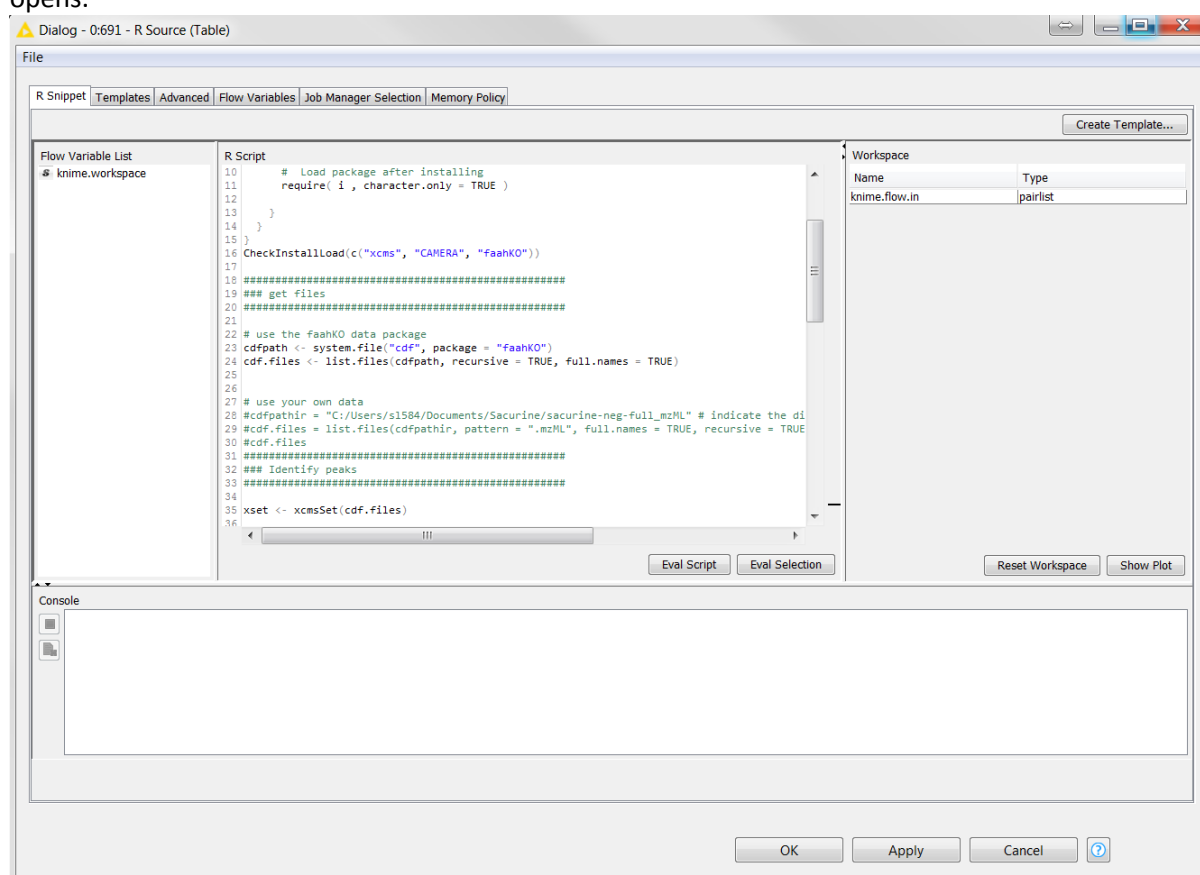 opens.
Dialog - 0:691 - R Source (Table)
File
R Snippet Templates Advanced Flow Variables Job Manager Selection Memory Policy
Create Template...
Flow Variable List
s knime.workspace
R Script
10 # Load package after installing
11 require( i , character.only = TRUE )
12
13 }
14 }
15 }
16 CheckInstallLoad(c("xcms", "CAMERA", "faahKO"))
17
18 ###################################################
19 ### get files
20 ###################################################
21
22 # use the faahKO data package
23 cdfpath <- system.file("cdf", package = "faahKO")
24 cdf.files <- list.files(cdfpath, recursive = TRUE, full.names = TRUE)
25
26
27 # use your own data
28 #cdfpathir = "C:/Users/sl584/Documents/Sacurine/sacurine-neg-full_mzML" # indicate the di
29 #cdf.files = list.files(cdfpathir, pattern = ".mzML", full.names = TRUE, recursive = TRUE
30 #cdf.files
31 ###################################################
32 ### Identify peaks
33 ###################################################
34
35 xset <- xcmsSet(cdf.files)
36
Eval Script Eval Selection
Workspace
Name Type
knime.flow.in pairlist
Reset Workspace Show Plot
Console
OK Apply Cancel ?